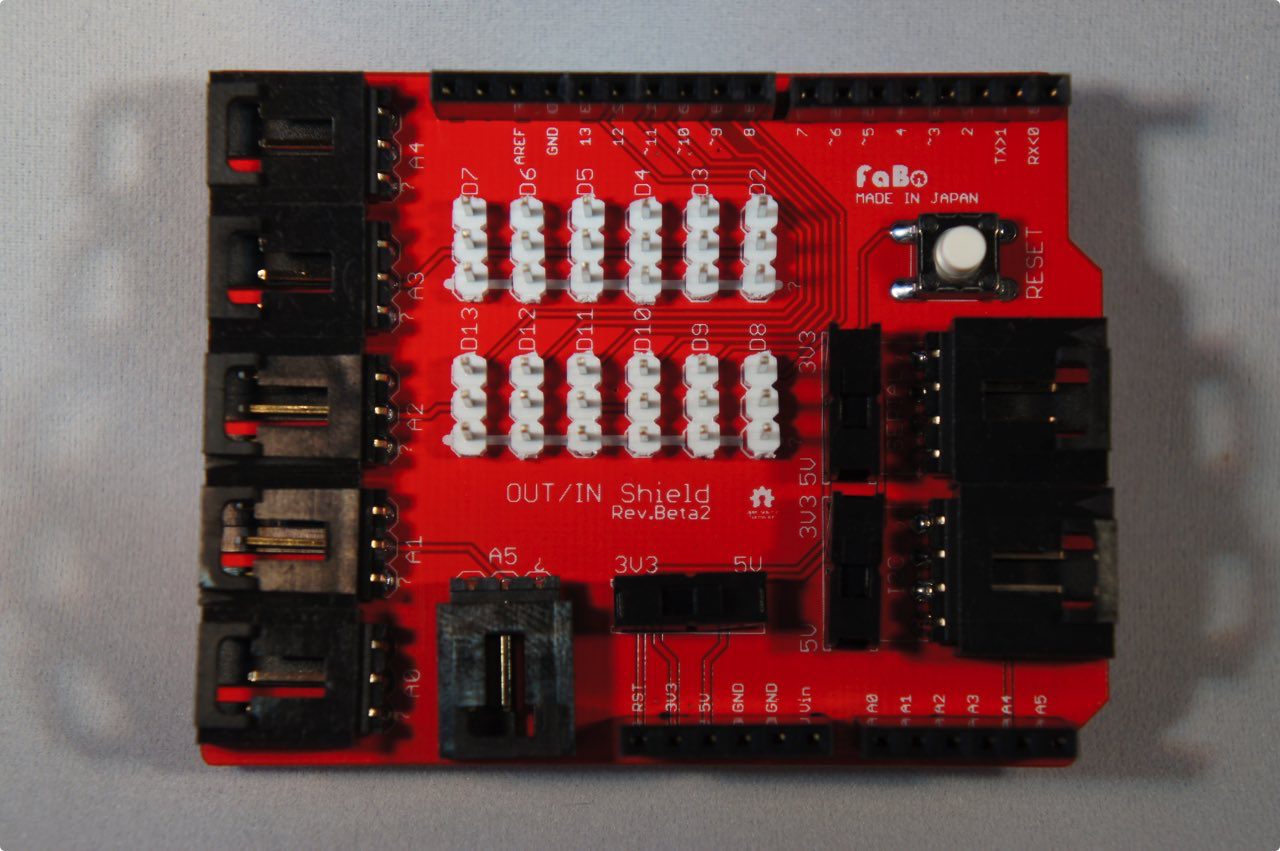 AREF
GND
13
12
~11
~10
~9
8
7
~6
~5
4
~3
2
TX>1
RX<0
A4
D7
D6
D5
D4
D3
D2
FaBo
MADE IN JAPAN
RESET
A3
D13
D12
D11
D10
D9
D8
3V3
A2
5V
OUT/IN Shield
Rev.Beta2
3V3
A1
A5
3V3
5V
I2C
5V
A0
RST
3V3
5V
GND
GND
Vin
A0
A1
A2
A3
A4
A5